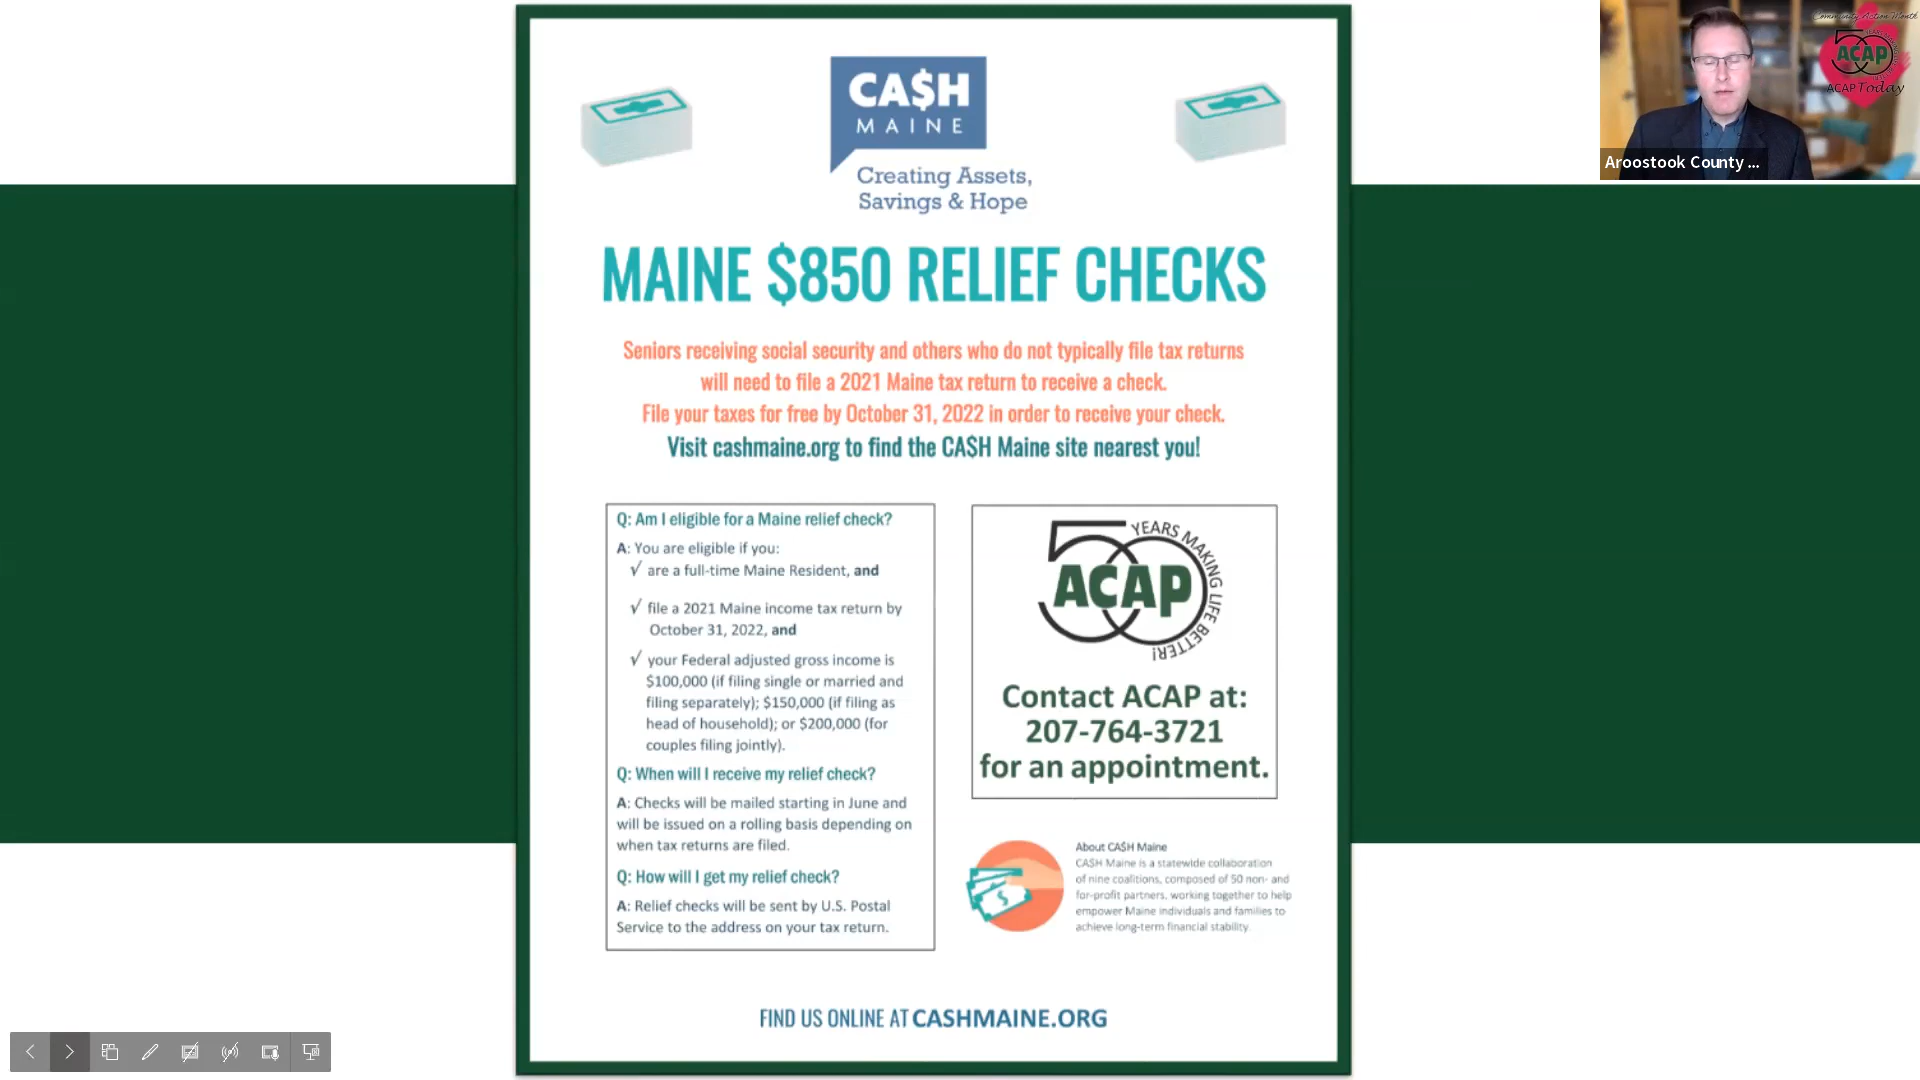 CA$H
MAINE
Creating Assets,
Savings & Hope
MAINE $850 RELIEF CHECKS
Seniors receiving social security and others who do not typically file tax returns
will need to file a 2021 Maine tax return to receive a check.
File your taxes for free by October 31, 2022 in order to receive your check.
Visit cashmaine.org to find the CA$H Maine site nearest you!
Q: Am I eligible for a Maine relief check?
A: You are eligible if you:
√ are a full-time Maine Resident, and
√ file a 2021 Maine income tax return by
October 31, 2022, and
√ your Federal adjusted gross income is
$100,000 (if filing single or married and
filing separately); $150,000 (if filing as
head of household); or $200,000 (for
couples filing jointly).
Q: When will I receive my relief check?
A: Checks will be mailed starting in June and
will be issued on a rolling basis depending on
when tax returns are filed.
Q: How will I get my relief check?
A: Relief checks will be sent by U.S. Postal
Service to the address on your tax return.
50 YEARS MAKING LIFE BETTER!
ACAP
Contact ACAP at:
207-764-3721
for an appointment.
About CA$H Maine
CA$H Maine is a statewide collaboration
of nine coalitions, composed of 50 non- and
for-profit partners, working together to help
empower Maine individuals and families to
achieve long-term financial stability.
FIND US ONLINE AT CASHMAINE.ORG
Community Action Month
50
ACAP
ACAP Today
Aroostook County ...